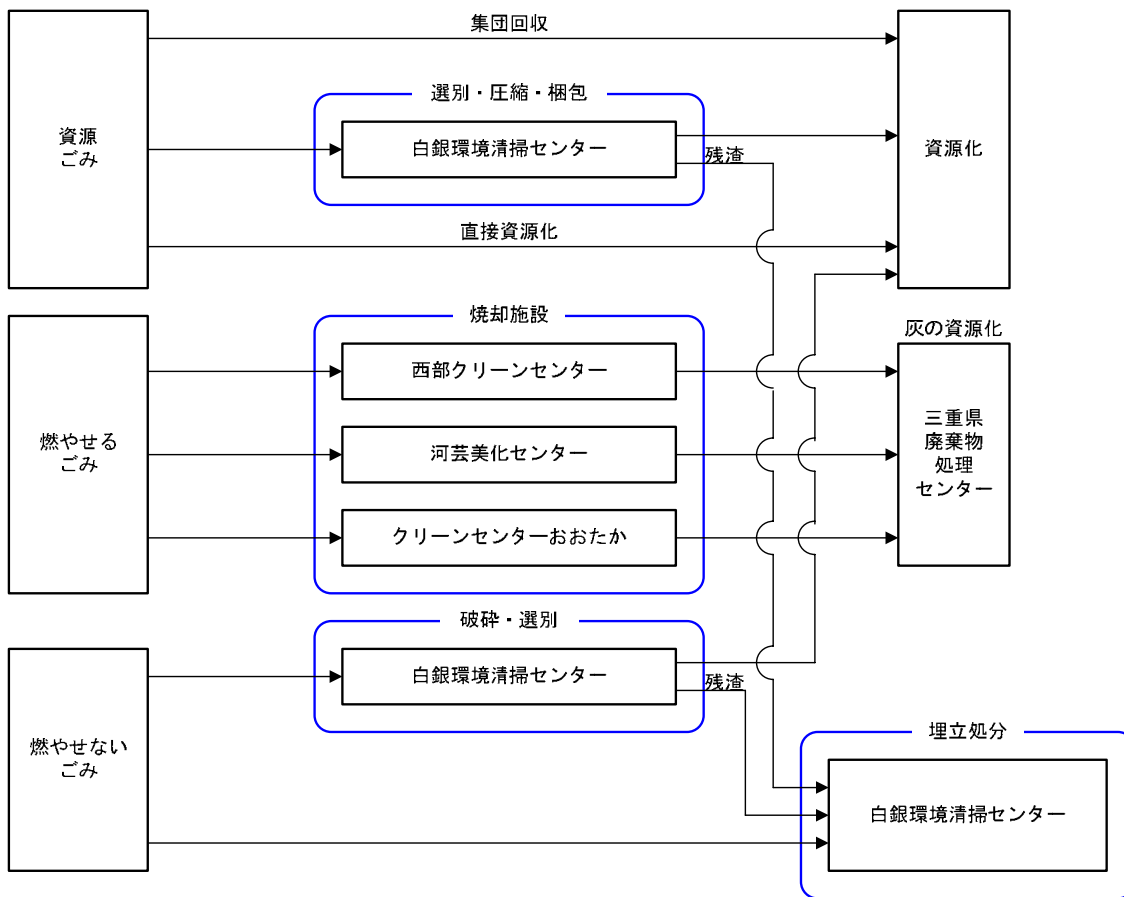 集団回収
選別・圧縮・梱包
資源
ごみ
白銀環境清掃センター
残渣
資源化
直接資源化
焼却施設
灰の資源化
西部クリーンセンター
燃やせる
ごみ
河芸美化センター
三重県
廃棄物
処理
センター
クリーンセンターおおたか
破砕・選別
白銀環境清掃センター
残渣
燃やせない
ごみ
埋立処分
白銀環境清掃センター